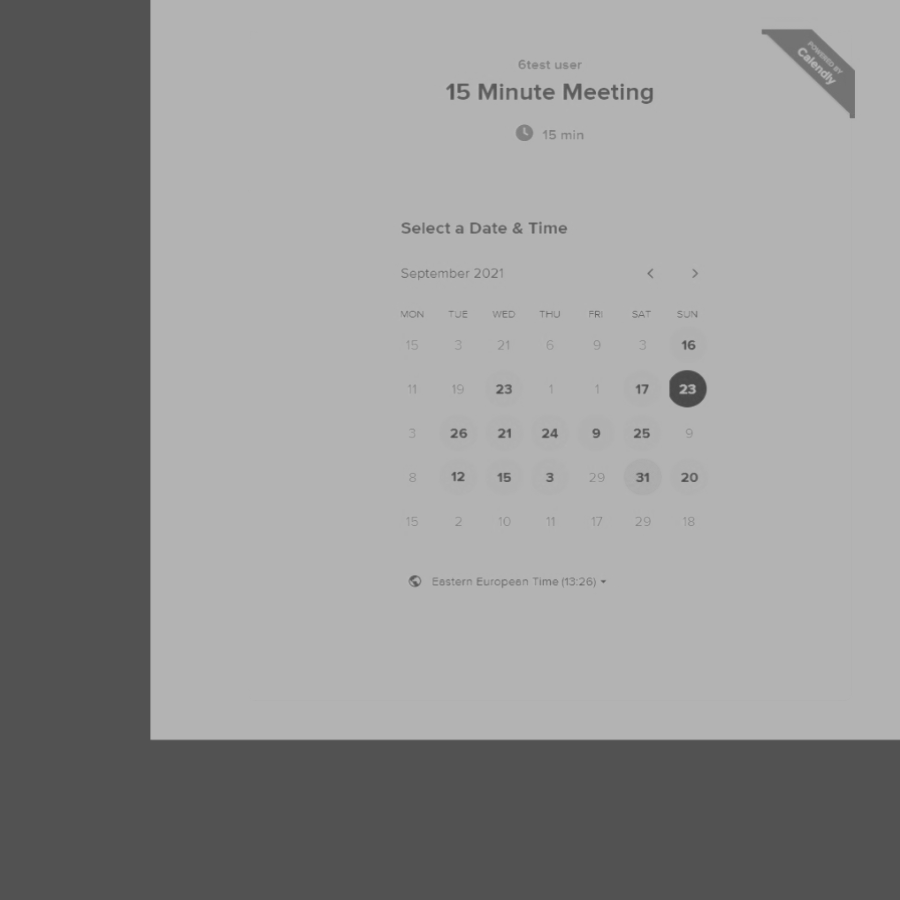 POWERED BY
Calendly
6test user
15 Minute Meeting
15 min
Select a Date & Time
September 2021
MON TUE WED THU FRI SAT SUN
15 3 21 6 9 3 16
11 19 23 1 1 17 23
3 26 21 24 9 25 9
8 12 15 3 29 31 20
15 2 10 11 17 29 18
Eastern European Time (13:26)